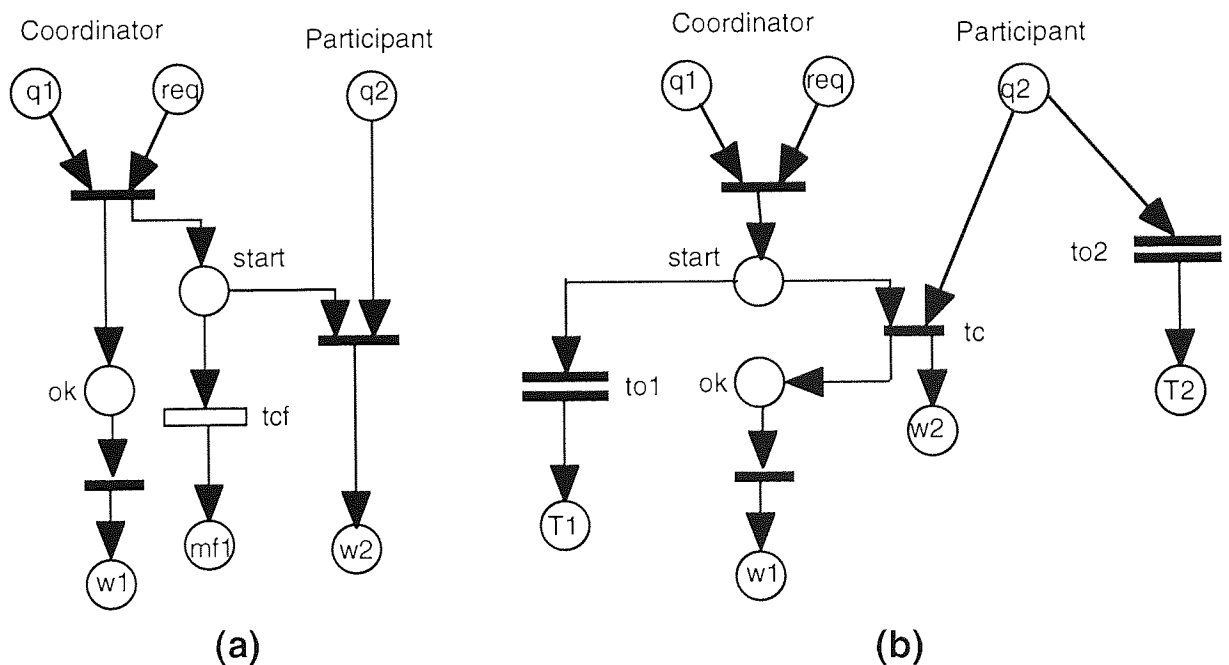 Coordinator
Participant
q1
req
q2
start
ok
tcf
w1
mf1
w2
(a)
Coordinator
Participant
q1
req
q2
start
to2
tc
to1
ok
T2
w2
T1
w1
(b)